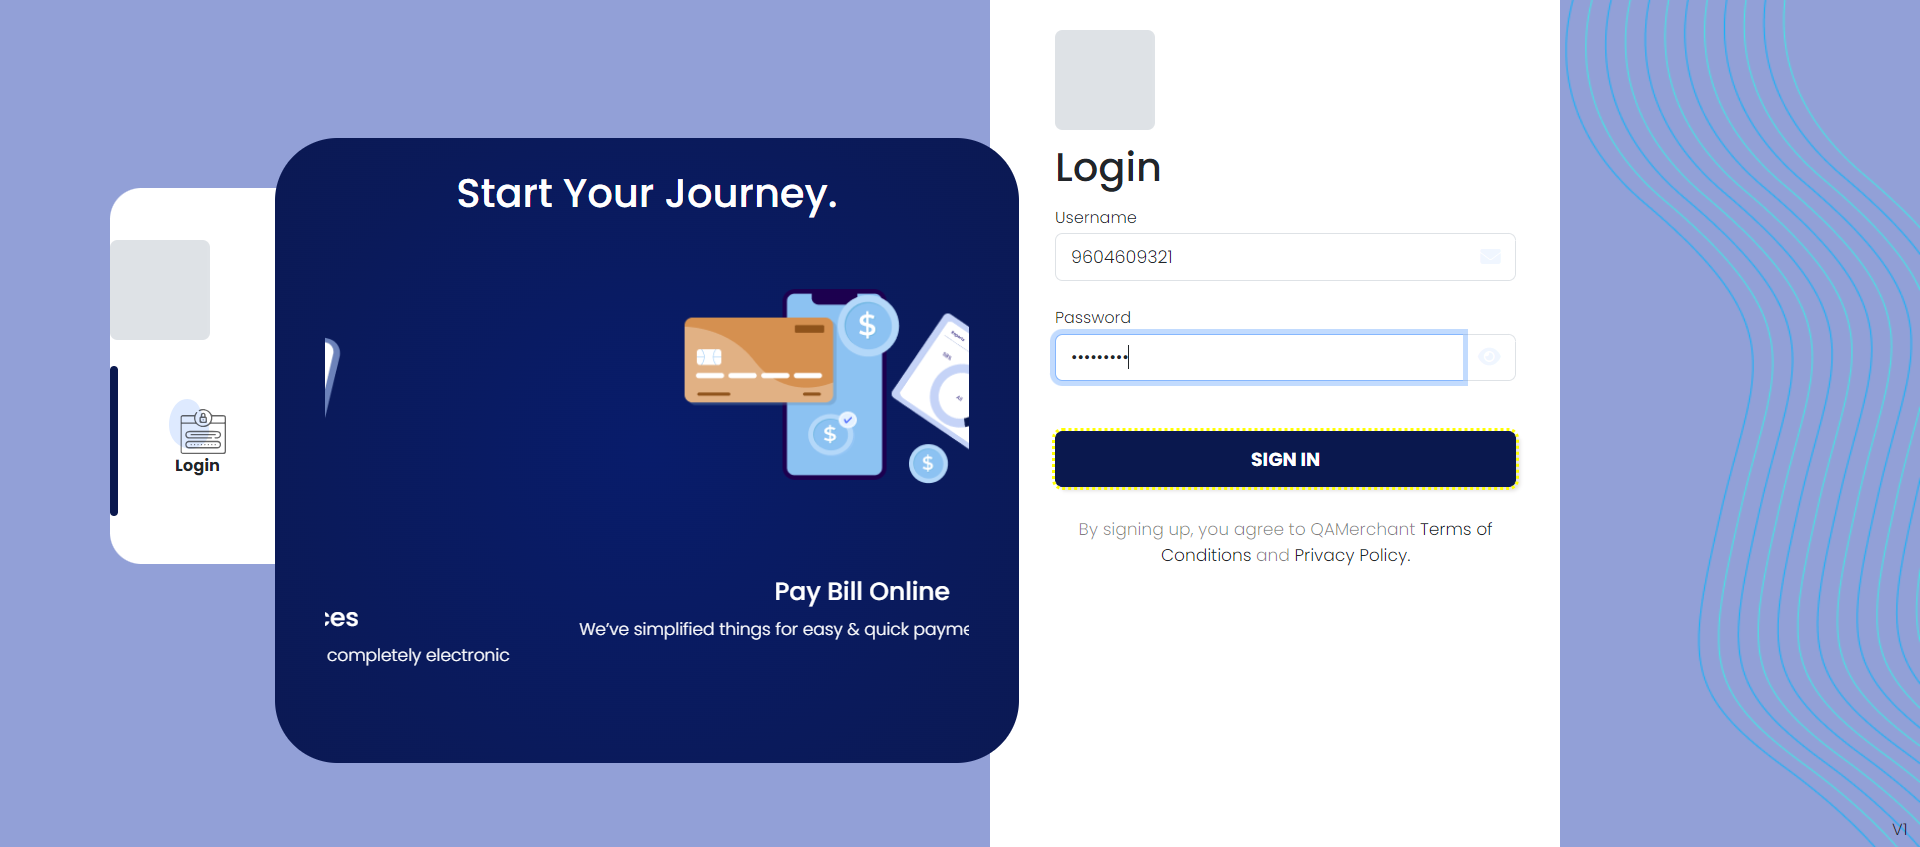 Start Your Journey.
Login
ces
completely electronic
Pay Bill Online
We've simplified things for easy & quick payme
Login
Username
9604609321
Password
•••••••••
SIGN IN
By signing up, you agree to QAMerchant Terms of
Conditions and Privacy Policy.
V1